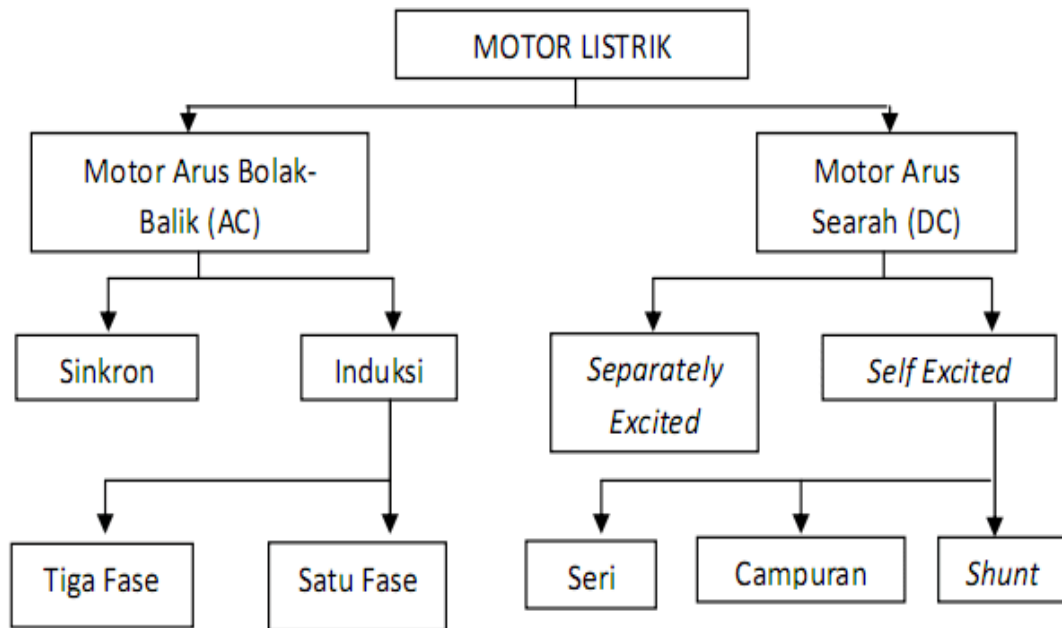 MOTOR LISTRIK
Motor Arus Bolak-
Balik (AC)
Motor Arus
Searah (DC)
Sinkron
Induksi
Separately
Excited
Self Excited
Tiga Fase
Satu Fase
Seri
Campuran
Shunt